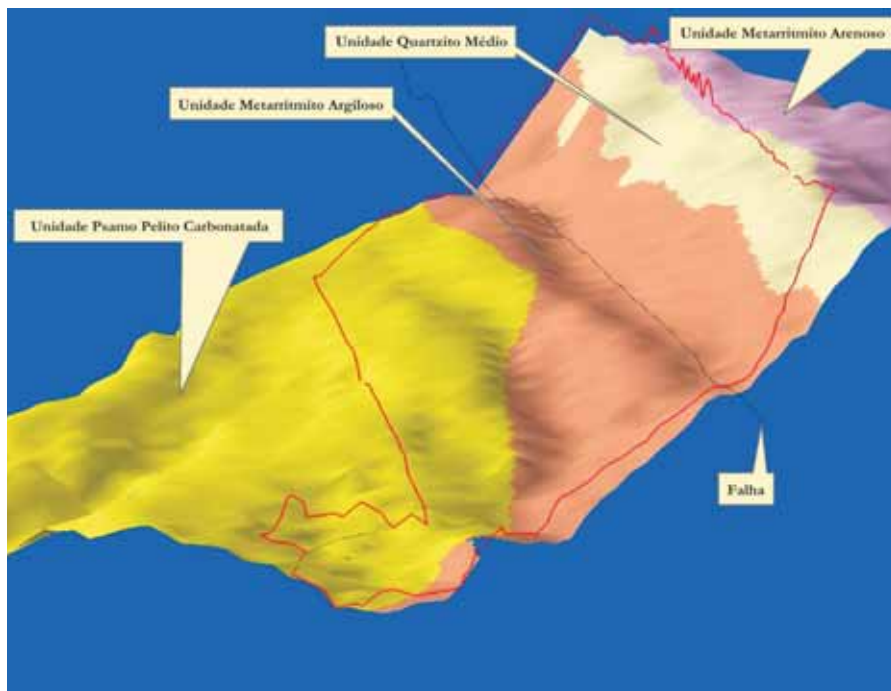 Unidade Quartzito Médio
Unidade Metarritmito Arenoso
Unidade Metarritmito Argiloso
Unidade Psamo Pelito Carbonatada
Falha